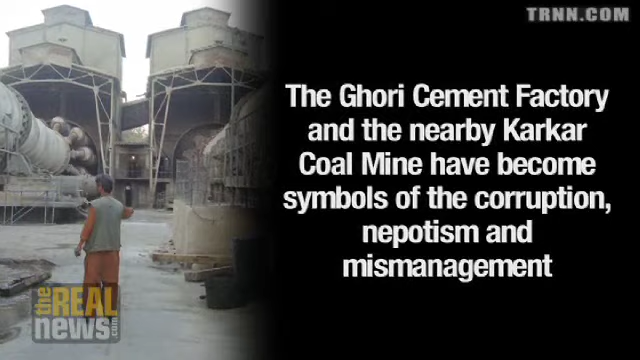 TRNN.COM
The Ghori Cement Factory
and the nearby Karkar
Coal Mine have become
symbols of the corruption,
nepotism and
mismanagement
the REAL
news.com